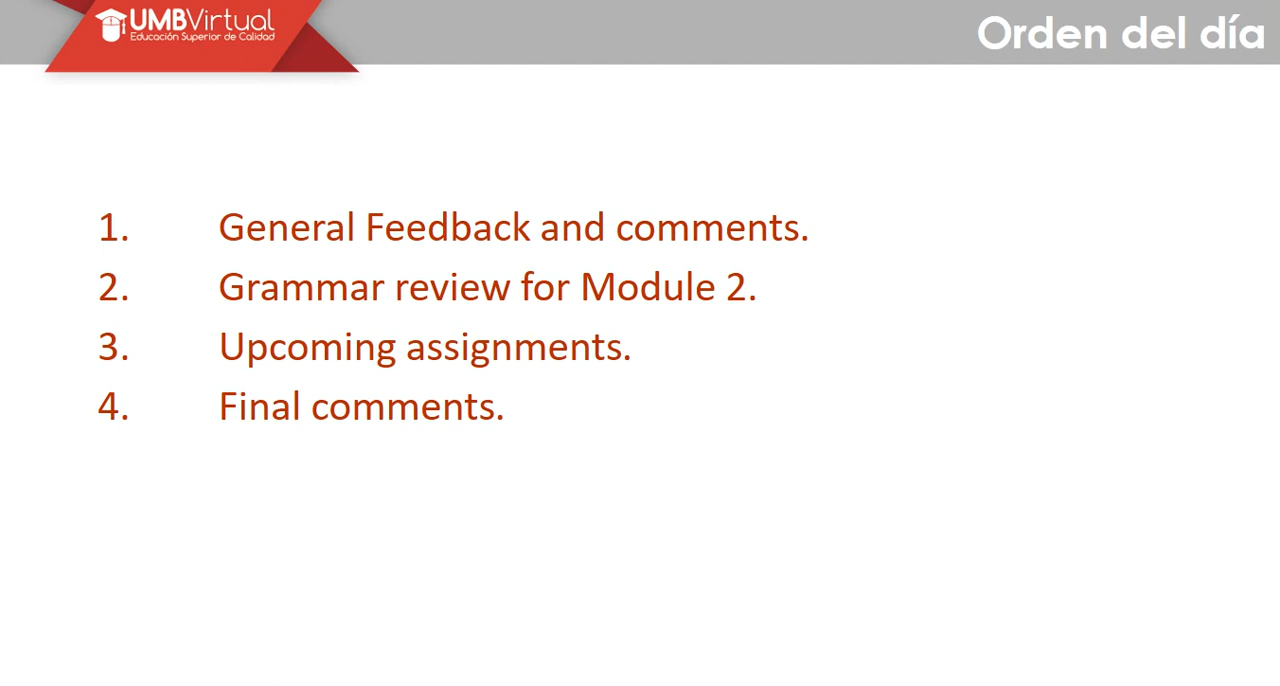 UMBVirtual
Educación Superior de Calidad
Orden del día
1. General Feedback and comments.
2. Grammar review for Module 2.
3. Upcoming assignments.
4. Final comments.